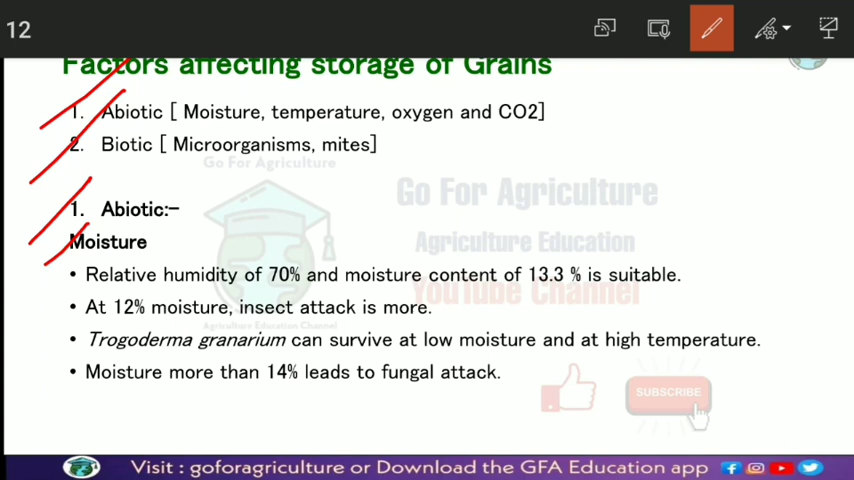 12
Factors affecting storage of Grains
1. Abiotic [ Moisture, temperature, oxygen and CO2]
2. Biotic [ Microorganisms, mites]
Go For Agriculture
Go For Agriculture
1. Abiotic:-
Agriculture Education
Moisture
• Relative humidity of 70% and moisture content of 13.3 % is suitable.
YouTube Channel
• At 12% moisture, insect attack is more.
Agriculture Education Channel
• Trogoderma granarium can survive at low moisture and at high temperature.
• Moisture more than 14% leads to fungal attack.
SUBSCRIBE
Visit : goforagriculture or Download the GFA Education app